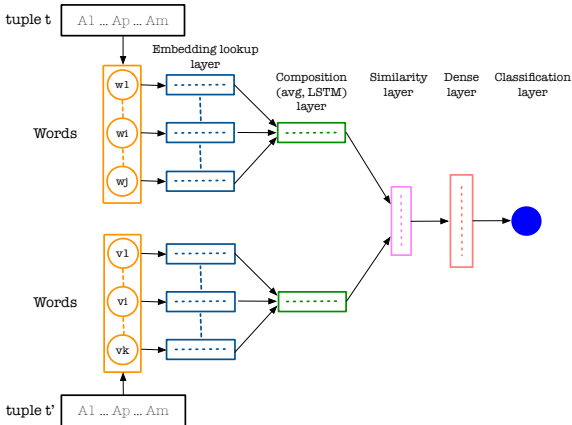 tuple t
A1 ... Ap ... Am
Embedding lookup
layer
Composition
(avg, LSTM)
layer
Similarity
layer
Dense
layer
Classification
layer
Words
w1
wi
wj
Words
v1
vi
vk
tuple t'
A1 ... Ap ... Am